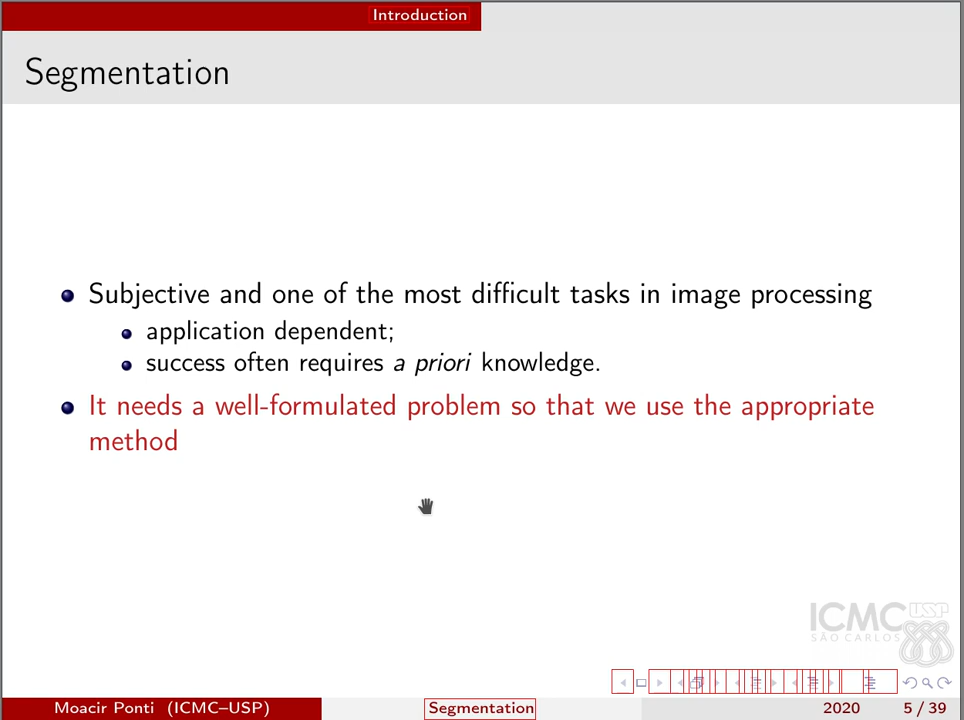 Introduction
Segmentation
Subjective and one of the most difficult tasks in image processing
application dependent;
success often requires a priori knowledge.
It needs a well-formulated problem so that we use the appropriate
method
ICMC USP
SÃO CARLOS
Moacir Ponti (ICMC–USP)
Segmentation
2020
5 / 39